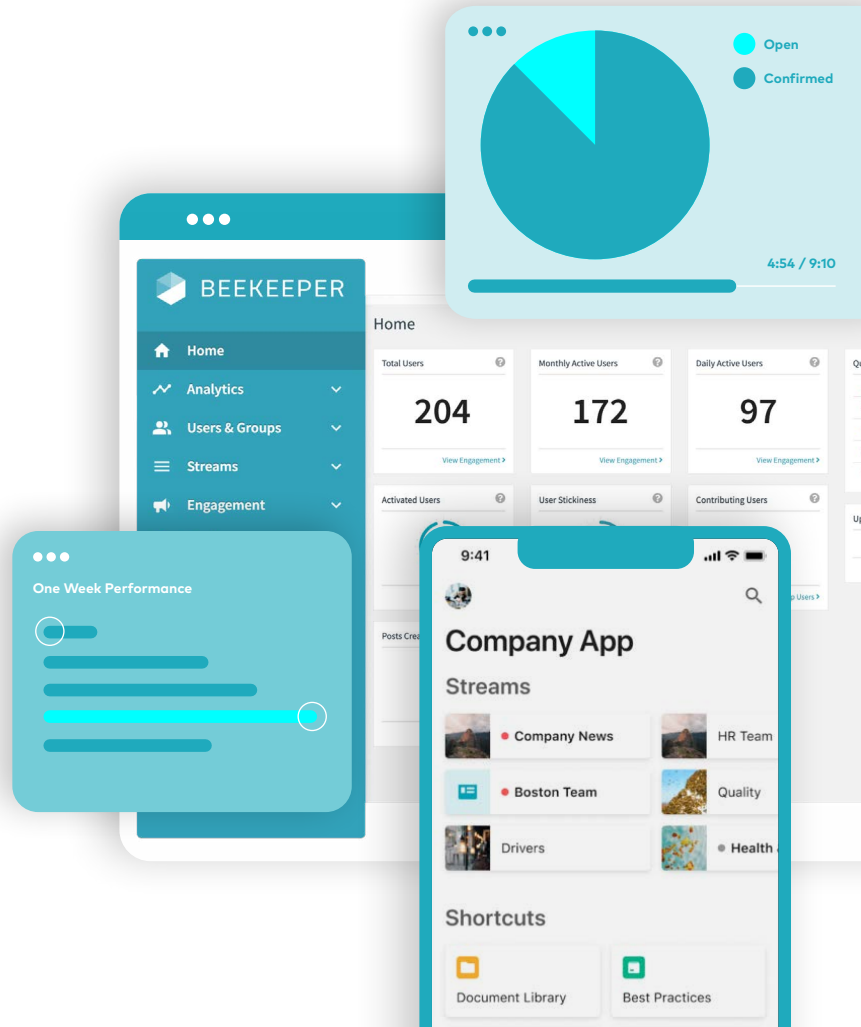 Open
Confirmed
4:54 / 9:10
BEEKEEPER
Home
Analytics
Users & Groups
Streams
Engagement
Home
Total Users
204
View Engagement >
Monthly Active Users
172
View Engagement >
Daily Active Users
97
View Engagement >
Activated Users
User Stickiness
Contributing Users
Users >
Posts
One Week Performance
9:41
Company App
Streams
Company News
HR Team
Boston Team
Quality
Drivers
Health
Shortcuts
Document Library
Best Practices